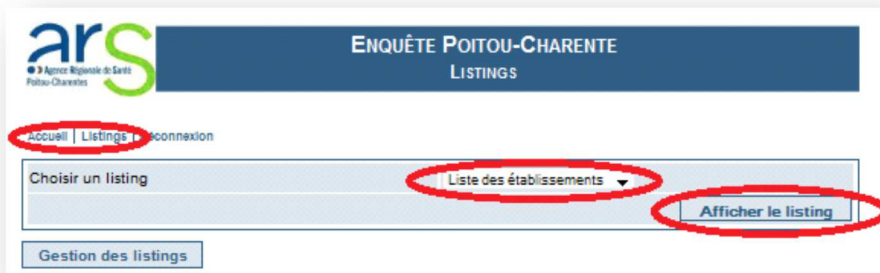 ars
Agence Régionale de Santé
Poitou-Charentes
ENQUÊTE POITOU-CHARENTE
LISTINGS
Accueil | Listings | Déconnexion
Choisir un listing
Liste des établissements
Afficher le listing
Gestion des listings